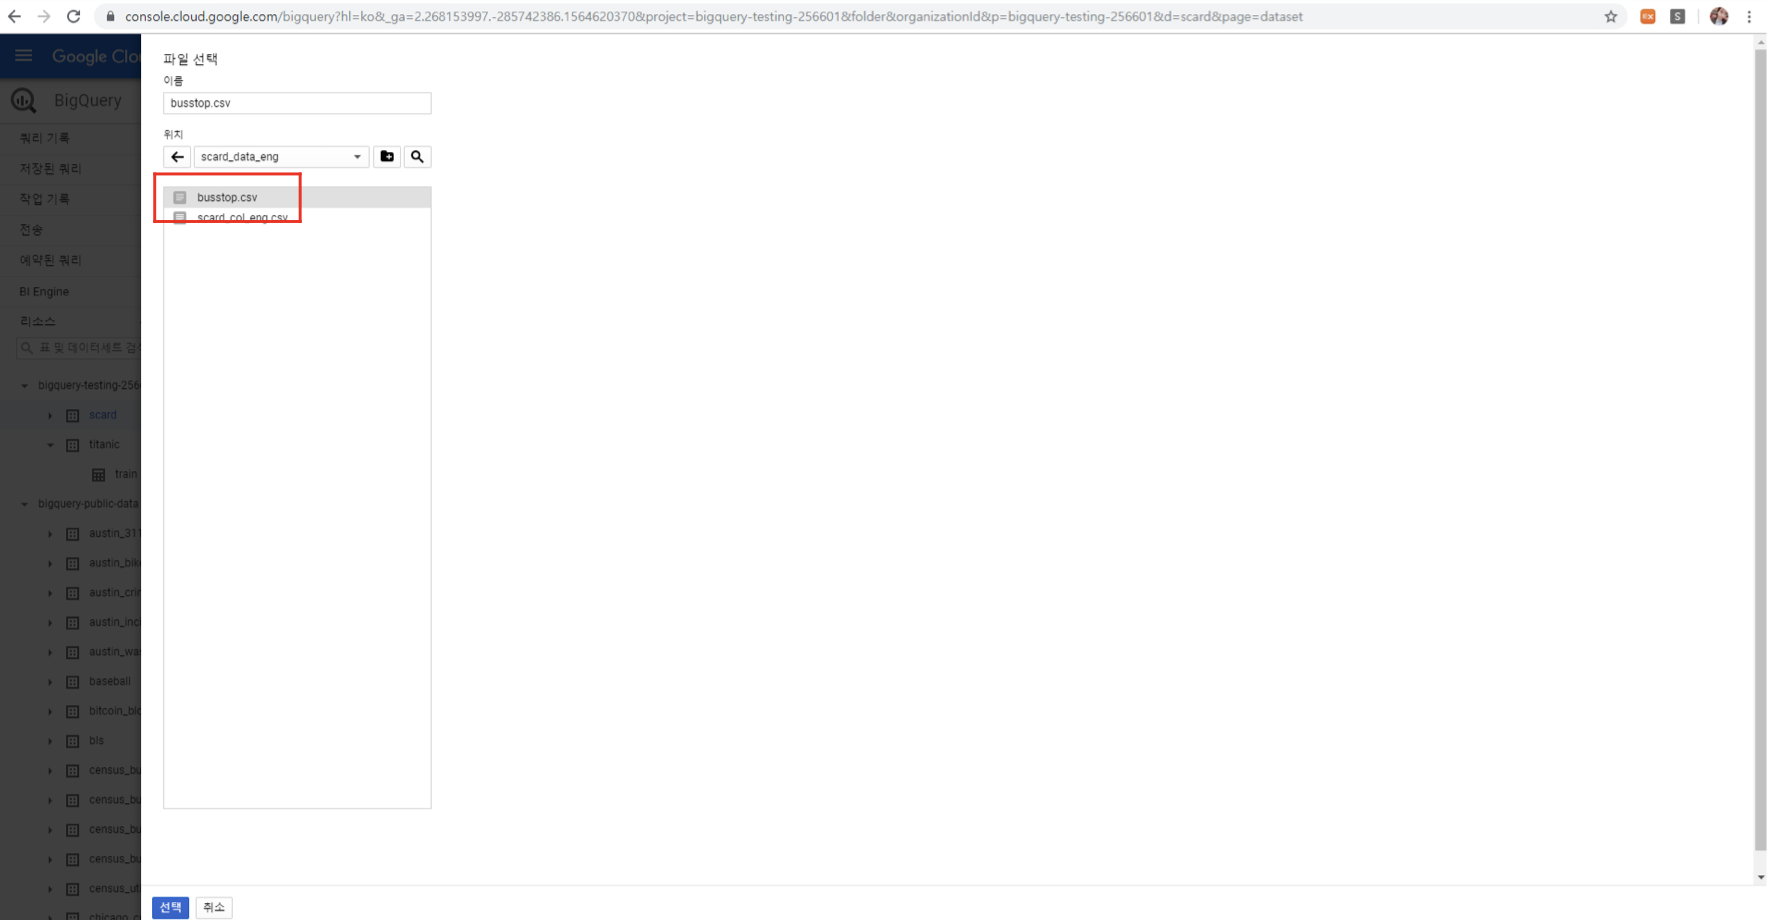 console.cloud.google.com/bigquery?hl=ko&_ga=2.268153997.-285742386.1564620370&project=bigquery-testing-256601&folder&organizationId&p=bigquery-testing-256601&d=scard&page=dataset
S
Google Clou
BigQuery
쿼리 기록
저장된 쿼리
작업 기록
전송
예약된 쿼리
BI Engine
리소스
표 및 데이터세트 검색
bigquery-testing-256
scard
titanic
train
bigquery-public-data
austin_311
austin_bik
austin_crim
austin_inc
austin_was
baseball
bitcoin_blo
bls
census_bu
census_bu
census_bu
census_bu
census_ut
chicago_c
파일 선택
이름
busstop.csv
위치
scard_data_eng
busstop.csv
scard_col_eng.csv
선택
취소